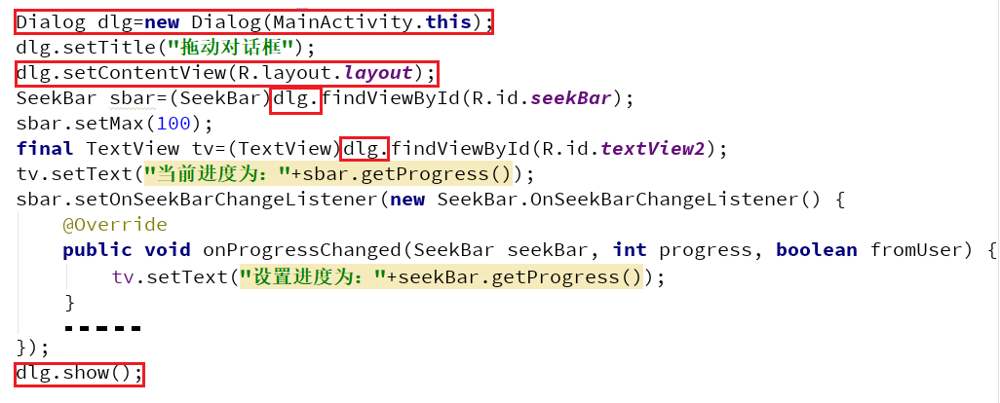 Dialog dlg=new Dialog(MainActivity.this);
dlg.setTitle("拖动对话框");
dlg.setContentView(R.layout.layout);
SeekBar sbar=(SeekBar)dlg.findViewById(R.id.seekBar);
sbar.setMax(100);
final TextView tv=(TextView)dlg.findViewById(R.id.textView2);
tv.setText("当前进度为："+sbar.getProgress());
sbar.setOnSeekBarChangeListener(new SeekBar.OnSeekBarChangeListener() {
@Override
public void onProgressChanged(SeekBar seekBar, int progress, boolean fromUser) {
tv.setText("设置进度为："+seekBar.getProgress());
}
-----
});
dlg.show();